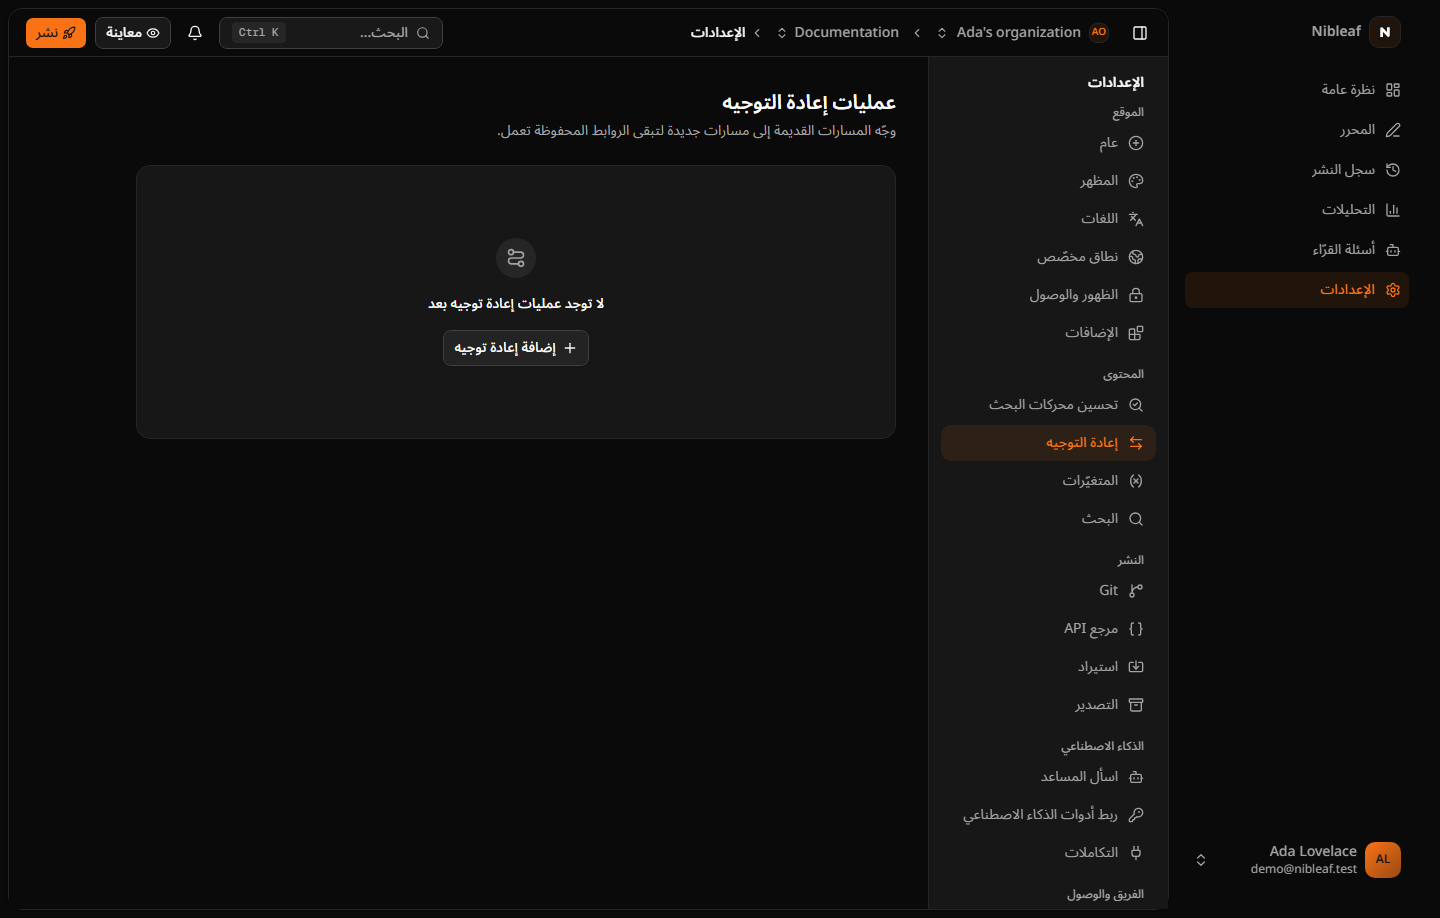 N Nibleaf
نظرة عامة
المحرر
سجل النشر
التحليلات
أسئلة القرّاء
الإعدادات
AL Ada Lovelace
demo@nibleaf.test
AO Ada's organization
Documentation
الإعدادات
البحث...
Ctrl K
معاينة
نشر
الإعدادات
الموقع
عام
المظهر
اللغات
نطاق مخصّص
الظهور والوصول
الإضافات
المحتوى
تحسين محركات البحث
إعادة التوجيه
المتغيّرات
البحث
النشر
Git
مرجع API
استيراد
التصدير
الذكاء الاصطناعي
اسأل المساعد
ربط أدوات الذكاء الاصطناعي
التكاملات
الفريق والوصول
عمليات إعادة التوجيه
وجّه المسارات القديمة إلى مسارات جديدة لتبقى الروابط المحفوظة تعمل.
لا توجد عمليات إعادة توجيه بعد
إضافة إعادة توجيه